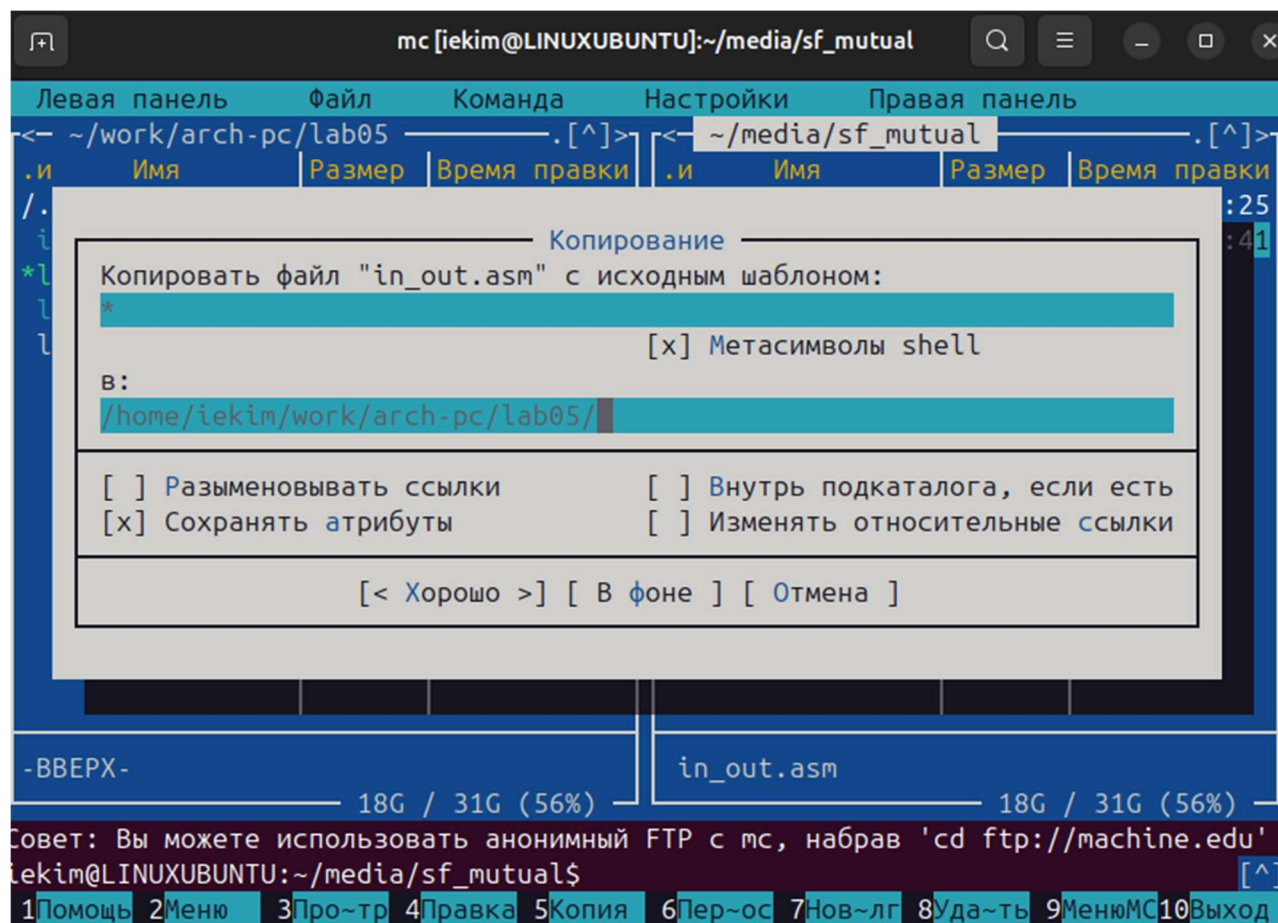 mc [iekim@LINUXUBUNTU]:~/media/sf_mutual
Левая панель Файл Команда Настройки Правая панель
<— ~/work/arch-pc/lab05 .[^]> <— ~/media/sf_mutual .[^]>
.и Имя Размер Время правки .и Имя Размер Время правки
/. :25
i :41
*l
l
l
Копирование
Копировать файл "in_out.asm" с исходным шаблоном:
*
[x] Метасимволы shell
в:
/home/iekim/work/arch-pc/lab05/
[ ] Разыменовывать ссылки [ ] Внутрь подкаталога, если есть
[x] Сохранять атрибуты [ ] Изменять относительные ссылки
[< Хорошо >] [ В фоне ] [ Отмена ]
-ВВЕРХ- in_out.asm
18G / 31G (56%) 18G / 31G (56%)
Совет: Вы можете использовать анонимный FTP с mc, набрав 'cd ftp://machine.edu'
iekim@LINUXUBUNTU:~/media/sf_mutual$ [^]
1Помощь 2Меню 3Про~тр 4Правка 5Копия 6Пер~ос 7Нов~лг 8Уда~ть 9МенюMC 10Выход